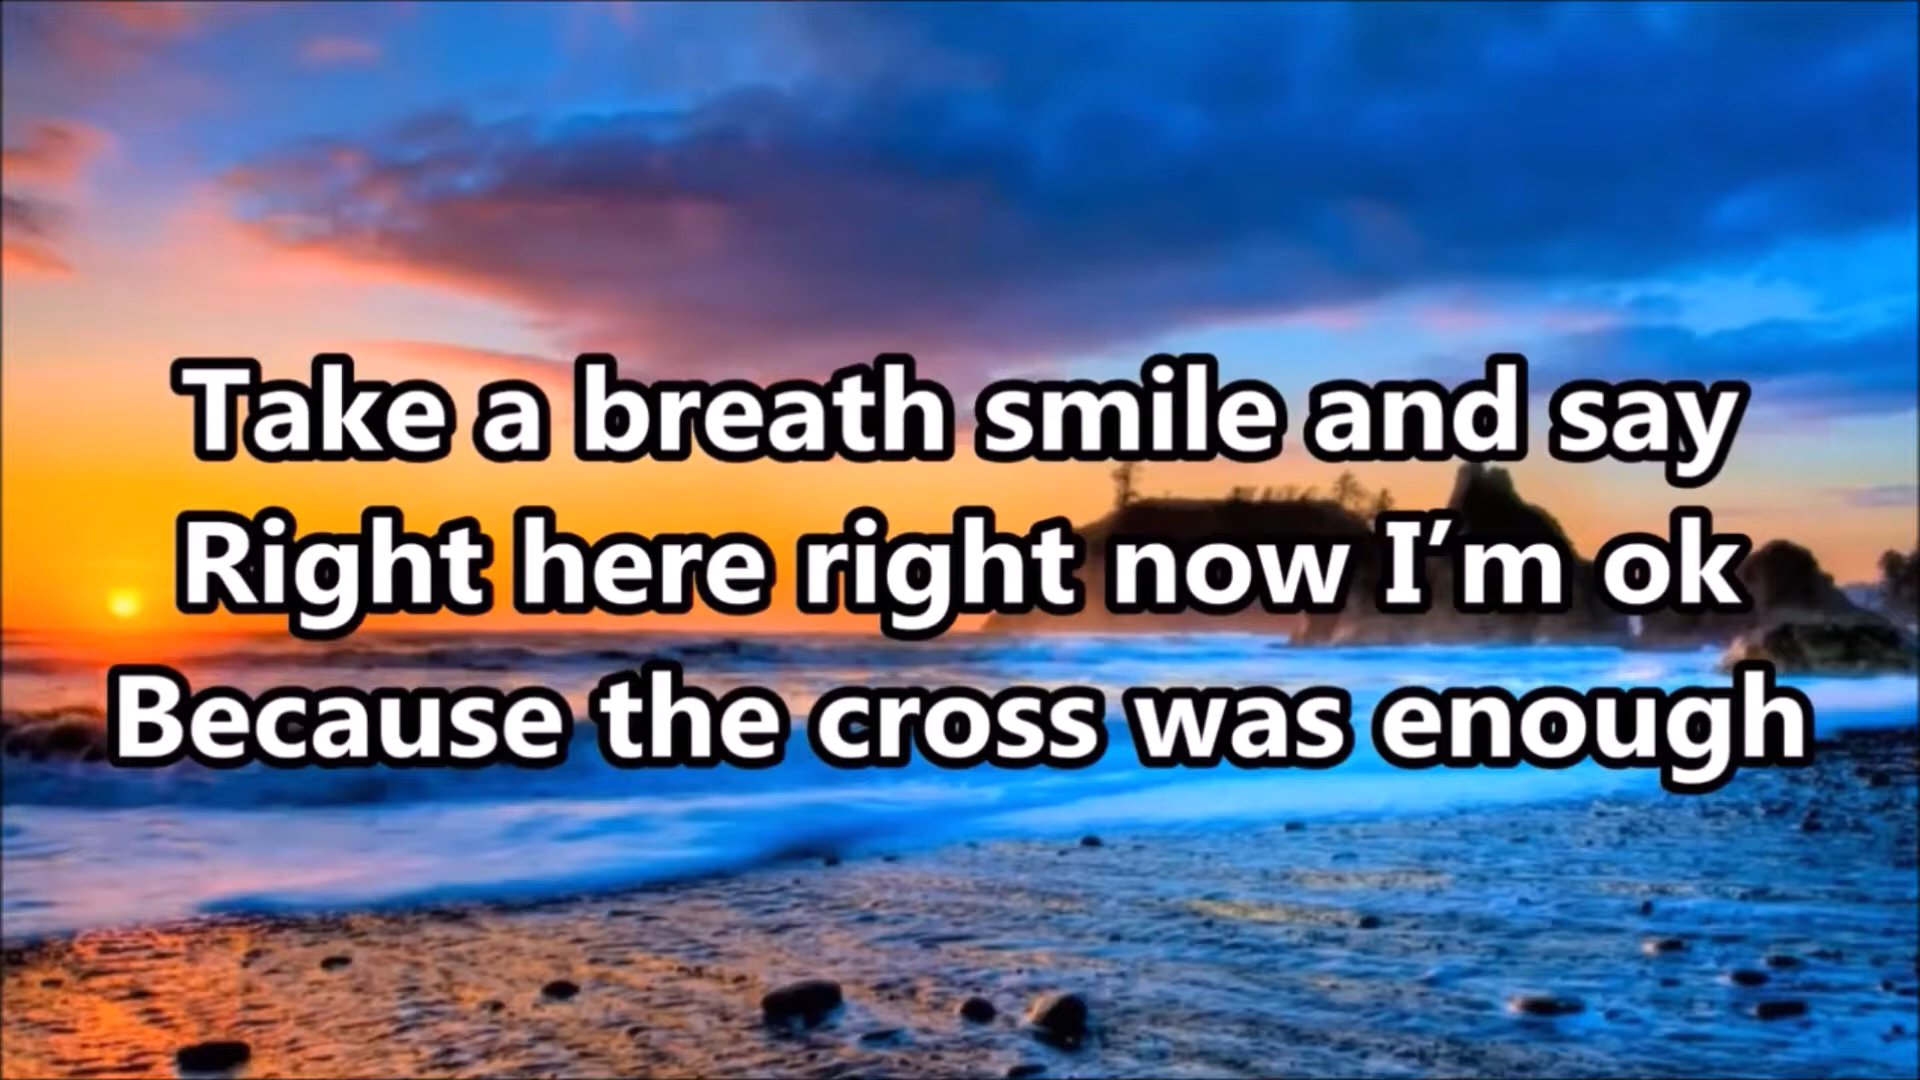 Take a breath smile and say
Right here right now I’m ok
Because the cross was enough